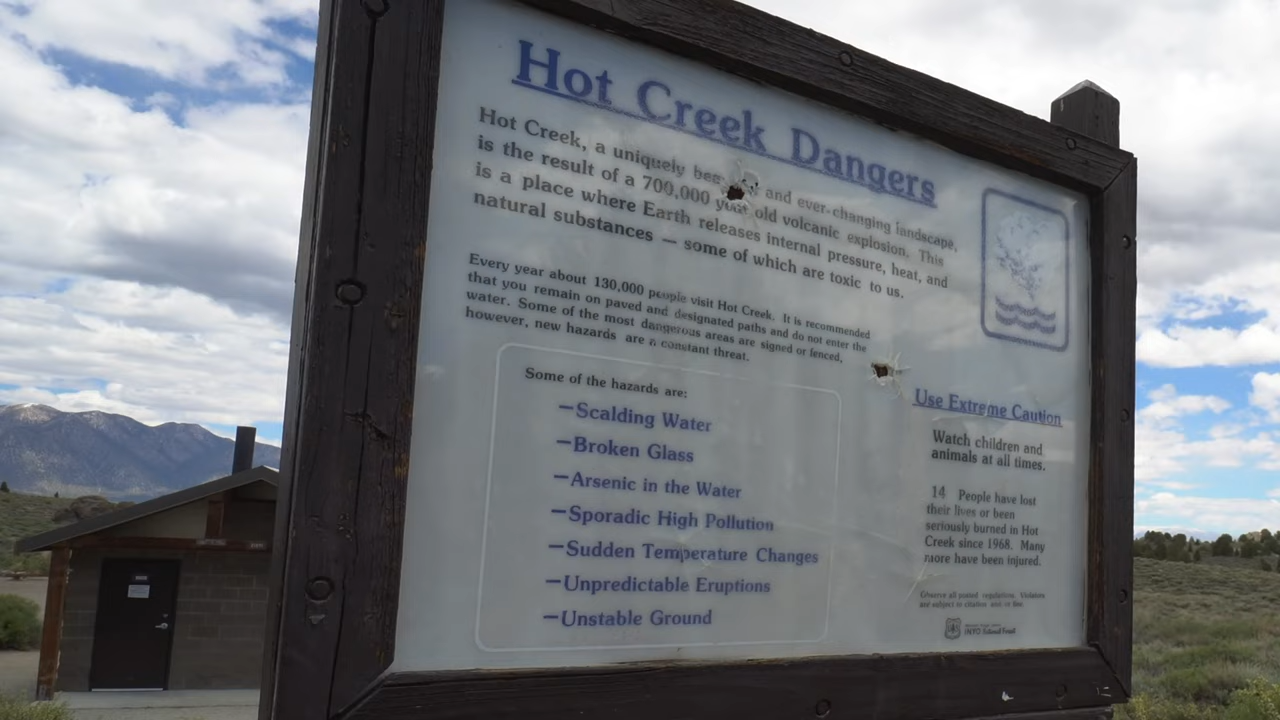 Hot Creek Dangers
Hot Creek, a uniquely and ever-changing landscape,
is the result of a 700,000 year old volcanic explosion. This
is a place where Earth releases internal pressure, heat, and
natural substances — some of which are toxic to us.
Every year about 130,000 people visit Hot Creek. It is recommended
that you remain on paved and designated paths and do not enter the
water. Some of the most dangerous areas are signed or fenced,
however, new hazards are a constant threat.
Some of the hazards are:
—Scalding Water
—Broken Glass
—Arsenic in the Water
—Sporadic High Pollution
—Sudden Temperature Changes
—Unpredictable Eruptions
—Unstable Ground
Use Extreme Caution
Watch children and
animals at all times.
14 People have lost
their lives or been
seriously burned in Hot
Creek since 1968. Many
more have been injured.
Observe all posted regulations. Violators
are subject to citation and or fine.
INYO National Forest